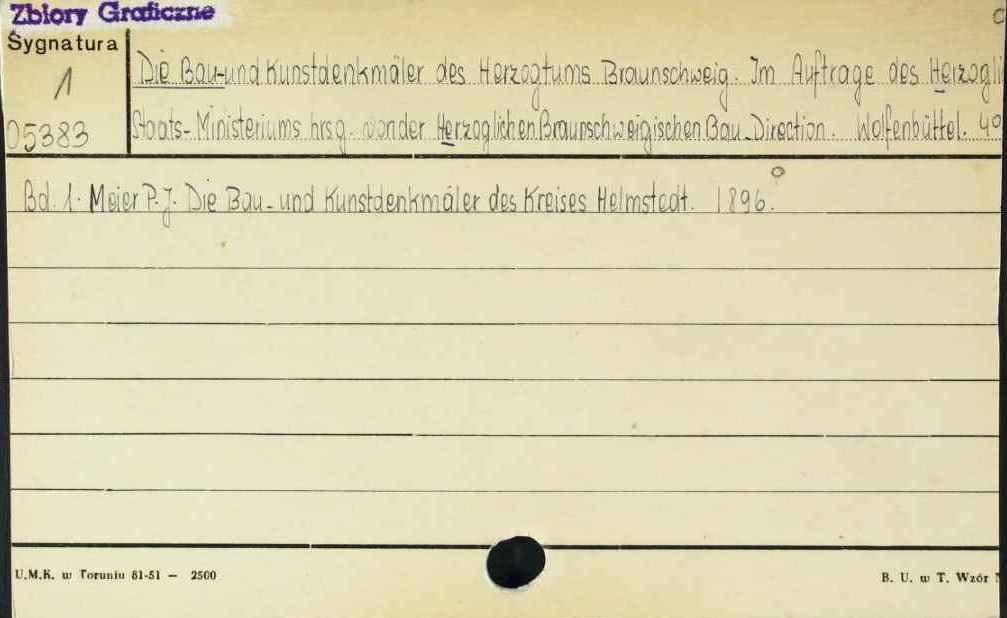 Zbiory Graficzne
Sygnatura
1
05383
Die Bau-und Kunstdenkmäler des Herzogtums Braunschweig. Im Auftrage des Herzogli
Staats-Ministeriums hrsg. von der Herzoglichen Braunschweigischen Bau-Direction. Wolfenbüttel. 40
Bd. 1. Meier P.J. Die Bau-und Kunstdenkmäler des Kreises Helmstedt. 1896.
U.M.K. w Toruniu 81-51 — 2500
B. U. w T. Wzór